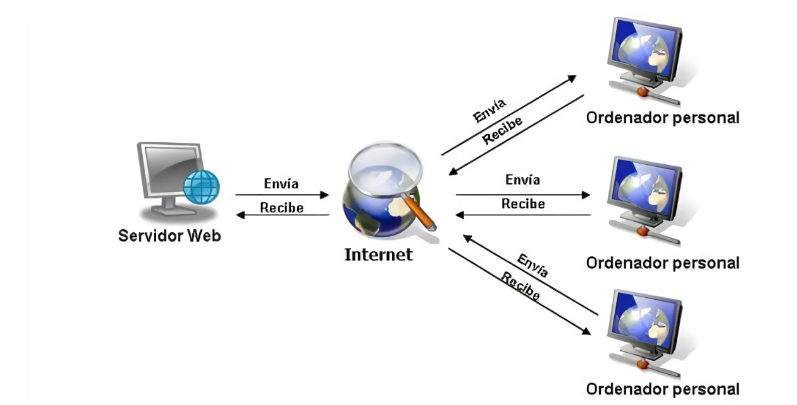 Ordenador personal
Envía
Recibe
Servidor Web
Envía
Recibe
Internet
Envía
Recibe
Ordenador personal
Envía
Recibe
Ordenador personal